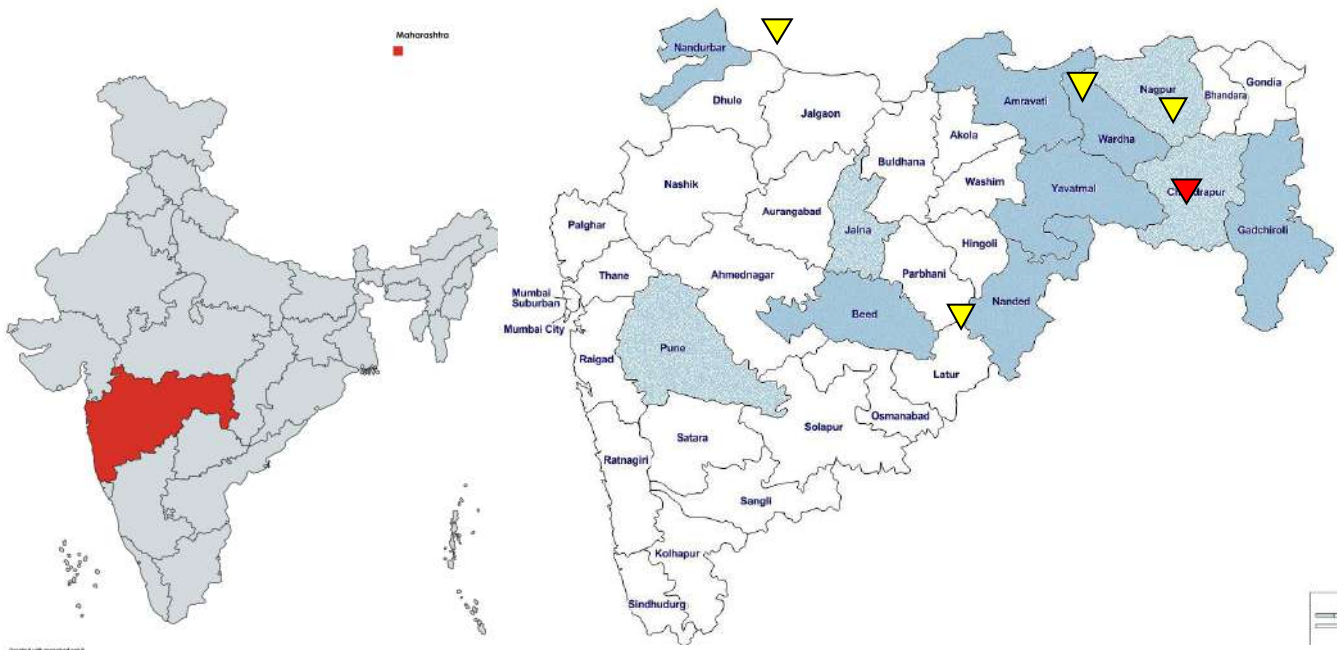 Maharashtra
Nandurbar
Dhule
Jalgaon
Nashik
Buldhana
Akola
Amravati
Wardha
Nagpur
Bhandara
Gondia
Washim
Yavatmal
Gadchiroli
Aurangabad
Jalna
Hingoli
Parbhani
Nanded
Palghar
Thane
Ahmednagar
Mumbai
Suburban
Mumbai City
Beed
Raigad
Pune
Latur
Osmanabad
Solapur
Satara
Ratnagiri
Sangli
Kolhapur
Sindhudurg